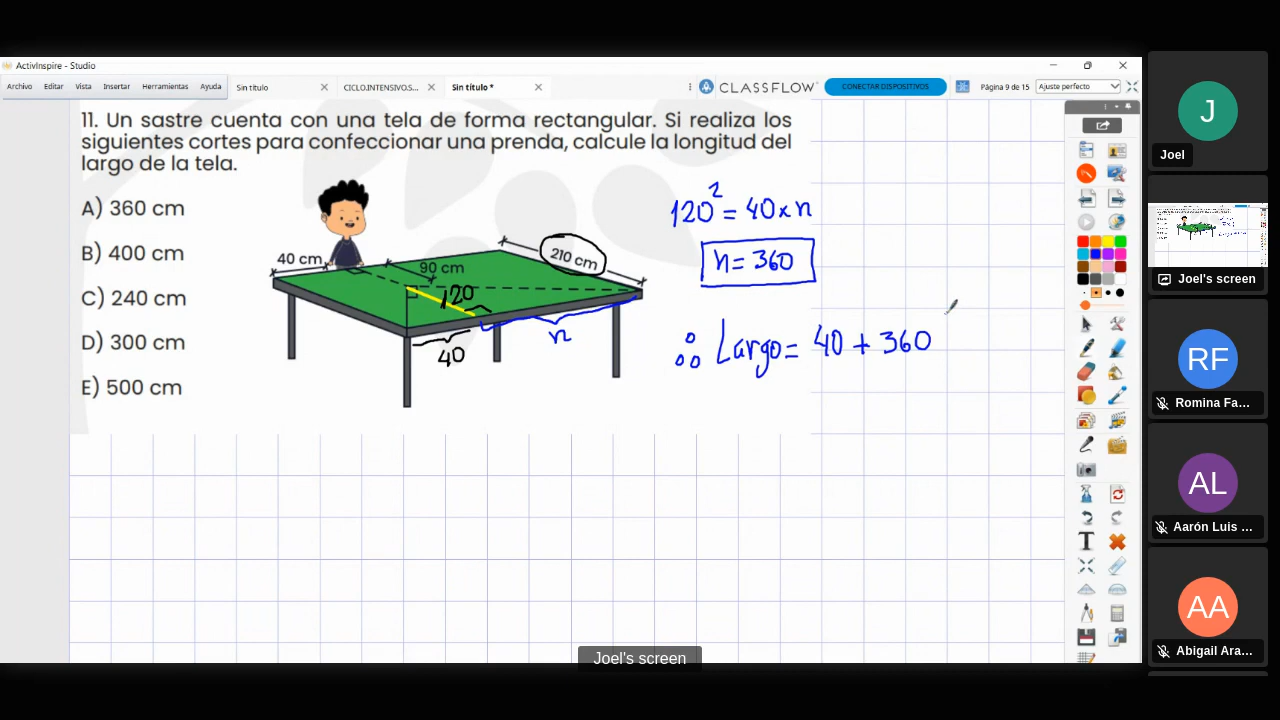 ActivInspire - Studio
Archivo Editar Vista Insertar Herramientas Ayuda
Sin título
CICLO.INTENSIVO.S...
Sin título *
CLASSFLOW
CONECTAR DISPOSITIVOS
Página 9 de 15
Ajuste perfecto
11. Un sastre cuenta con una tela de forma rectangular. Si realiza los
siguientes cortes para confeccionar una prenda, calcule la longitud del
largo de la tela.
A) 360 cm
B) 400 cm
C) 240 cm
D) 300 cm
E) 500 cm
40 cm
90 cm
210 cm
120
40
n
120² = 40 x n
n = 360
∴ Largo = 40 + 360
T
J
Joel
Joel's screen
RF
Romina Fa...
AL
Aarón Luis ...
AA
Abigail Ara...
Joel's screen